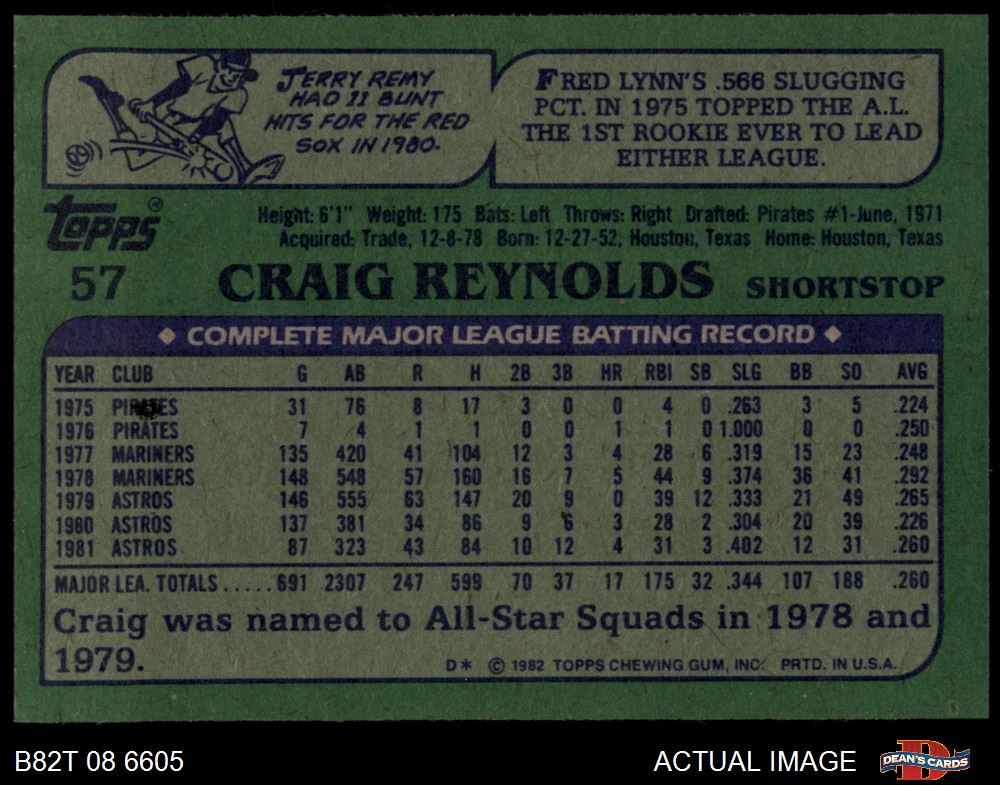 JERRY REMY
HAD 11 BUNT
HITS FOR THE RED
SOX IN 1980.
FRED LYNN'S .566 SLUGGING
PCT. IN 1975 TOPPED THE A.L.
THE 1ST ROOKIE EVER TO LEAD
EITHER LEAGUE.
Topps®
Height: 6'1" Weight: 175 Bats: Left Throws: Right Drafted: Pirates #1-June, 1971
Acquired: Trade, 12-8-78 Born: 12-27-52, Houston, Texas Home: Houston, Texas
57 CRAIG REYNOLDS SHORTSTOP
◆ COMPLETE MAJOR LEAGUE BATTING RECORD ◆
YEAR CLUB G AB R H 2B 3B HR RBI SB SLG BB SO AVG
1975 PIRATES 31 76 8 17 3 0 0 4 0 .263 3 5 .224
1976 PIRATES 7 4 1 1 0 0 1 1 0 1.000 0 0 .250
1977 MARINERS 135 420 41 104 12 3 4 28 6 .319 15 23 .248
1978 MARINERS 148 548 57 160 16 7 5 44 9 .374 36 41 .292
1979 ASTROS 146 555 63 147 20 9 0 39 12 .333 21 49 .265
1980 ASTROS 137 381 34 86 9 6 3 28 2 .304 20 39 .226
1981 ASTROS 87 323 43 84 10 12 4 31 3 .402 12 31 .260
MAJOR LEA. TOTALS ..... 691 2307 247 599 70 37 17 175 32 .344 107 188 .260
Craig was named to All-Star Squads in 1978 and
1979.
D* © 1982 TOPPS CHEWING GUM, INC. PRTD. IN U.S.A.
B82T 08 6605
ACTUAL IMAGE
D
DEAN'S CARDS